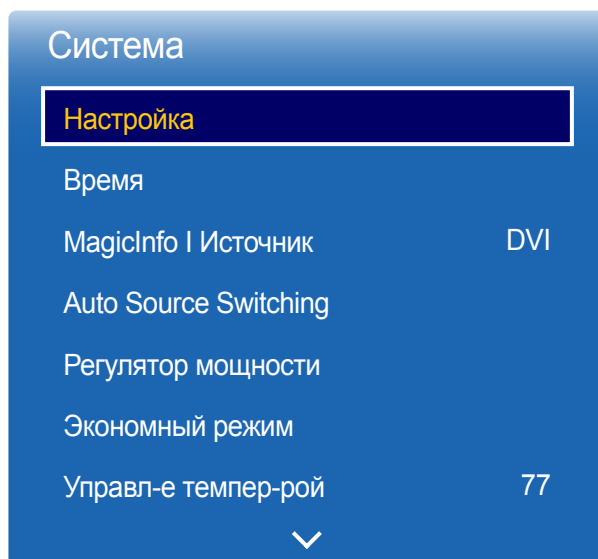 Система
Настройка
Время
MagicInfo I Источник DVI
Auto Source Switching
Регулятор мощности
Экономный режим
Управл-е темпер-рой 77